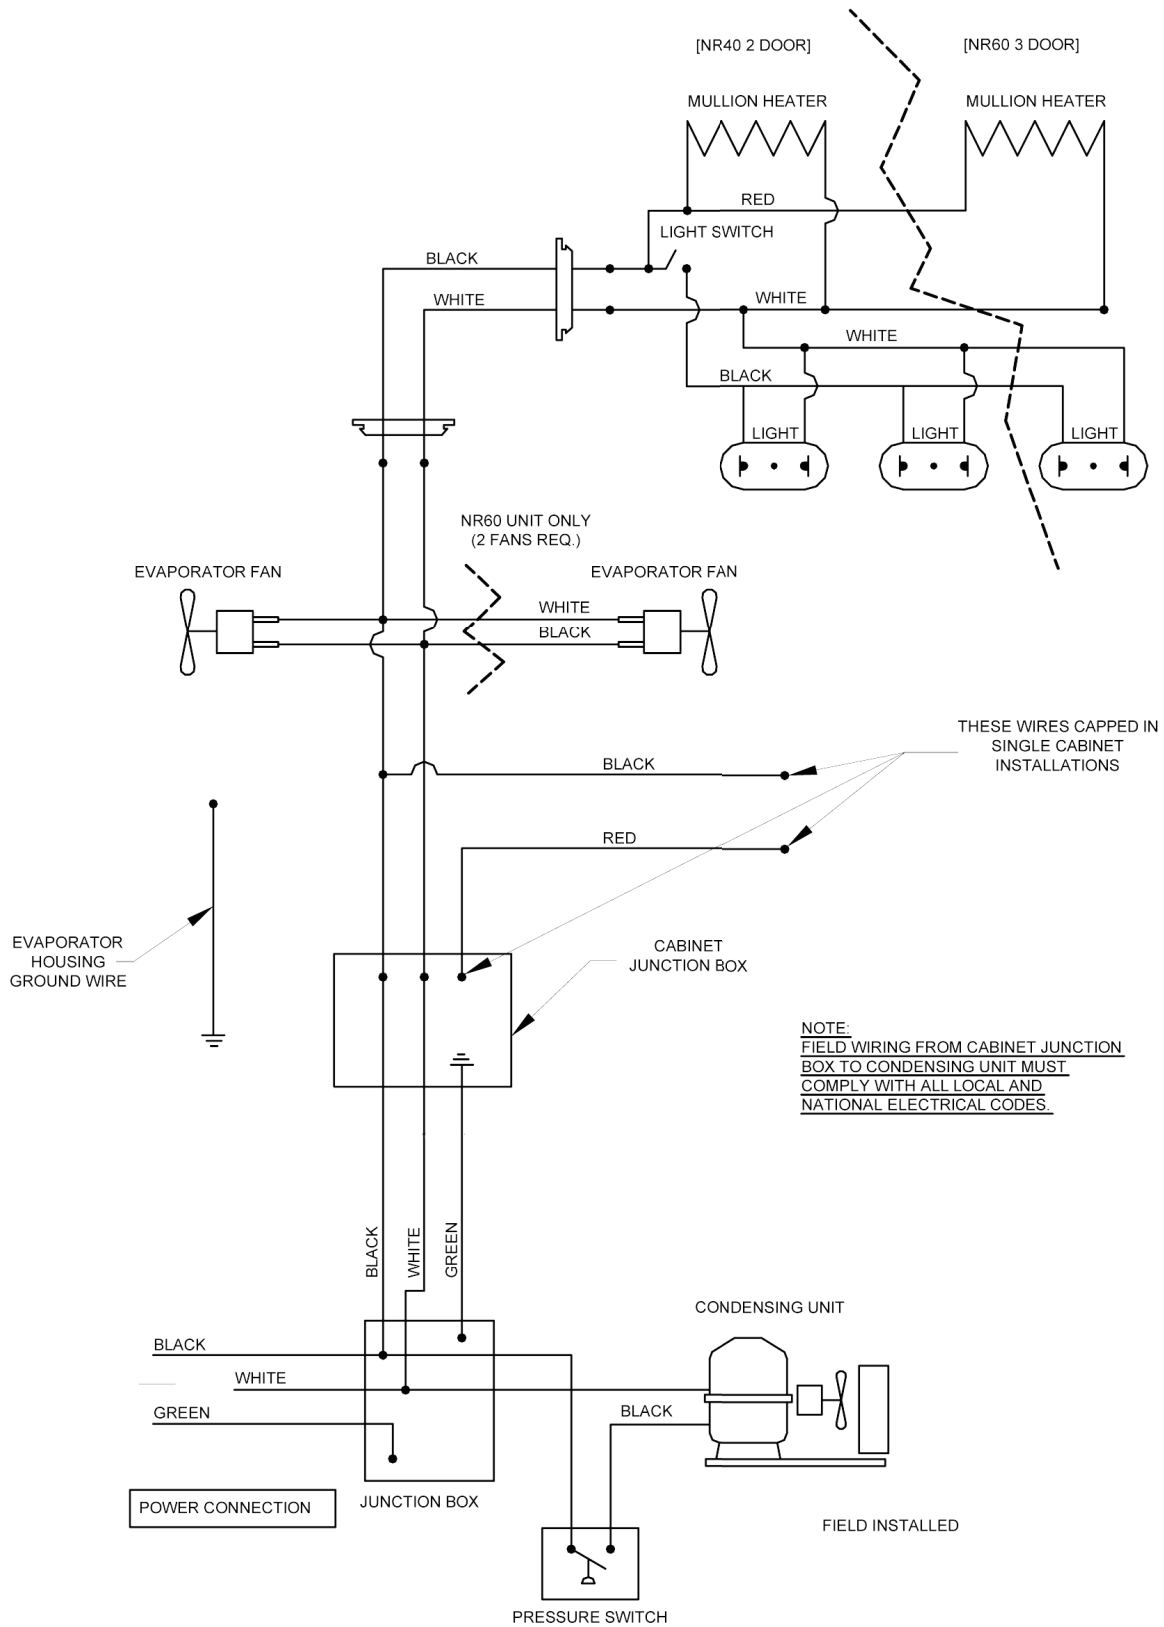 [NR40 2 DOOR]
[NR60 3 DOOR]
MULLION HEATER
MULLION HEATER
RED
LIGHT SWITCH
BLACK
WHITE
WHITE
WHITE
BLACK
LIGHT
LIGHT
LIGHT
NR60 UNIT ONLY
(2 FANS REQ.)
EVAPORATOR FAN
EVAPORATOR FAN
WHITE
BLACK
THESE WIRES CAPPED IN
SINGLE CABINET
INSTALLATIONS
BLACK
RED
EVAPORATOR
HOUSING
GROUND WIRE
CABINET
JUNCTION BOX
NOTE:
FIELD WIRING FROM CABINET JUNCTION
BOX TO CONDENSING UNIT MUST
COMPLY WITH ALL LOCAL AND
NATIONAL ELECTRICAL CODES.
BLACK
WHITE
GREEN
CONDENSING UNIT
BLACK
WHITE
GREEN
BLACK
POWER CONNECTION
JUNCTION BOX
FIELD INSTALLED
PRESSURE SWITCH